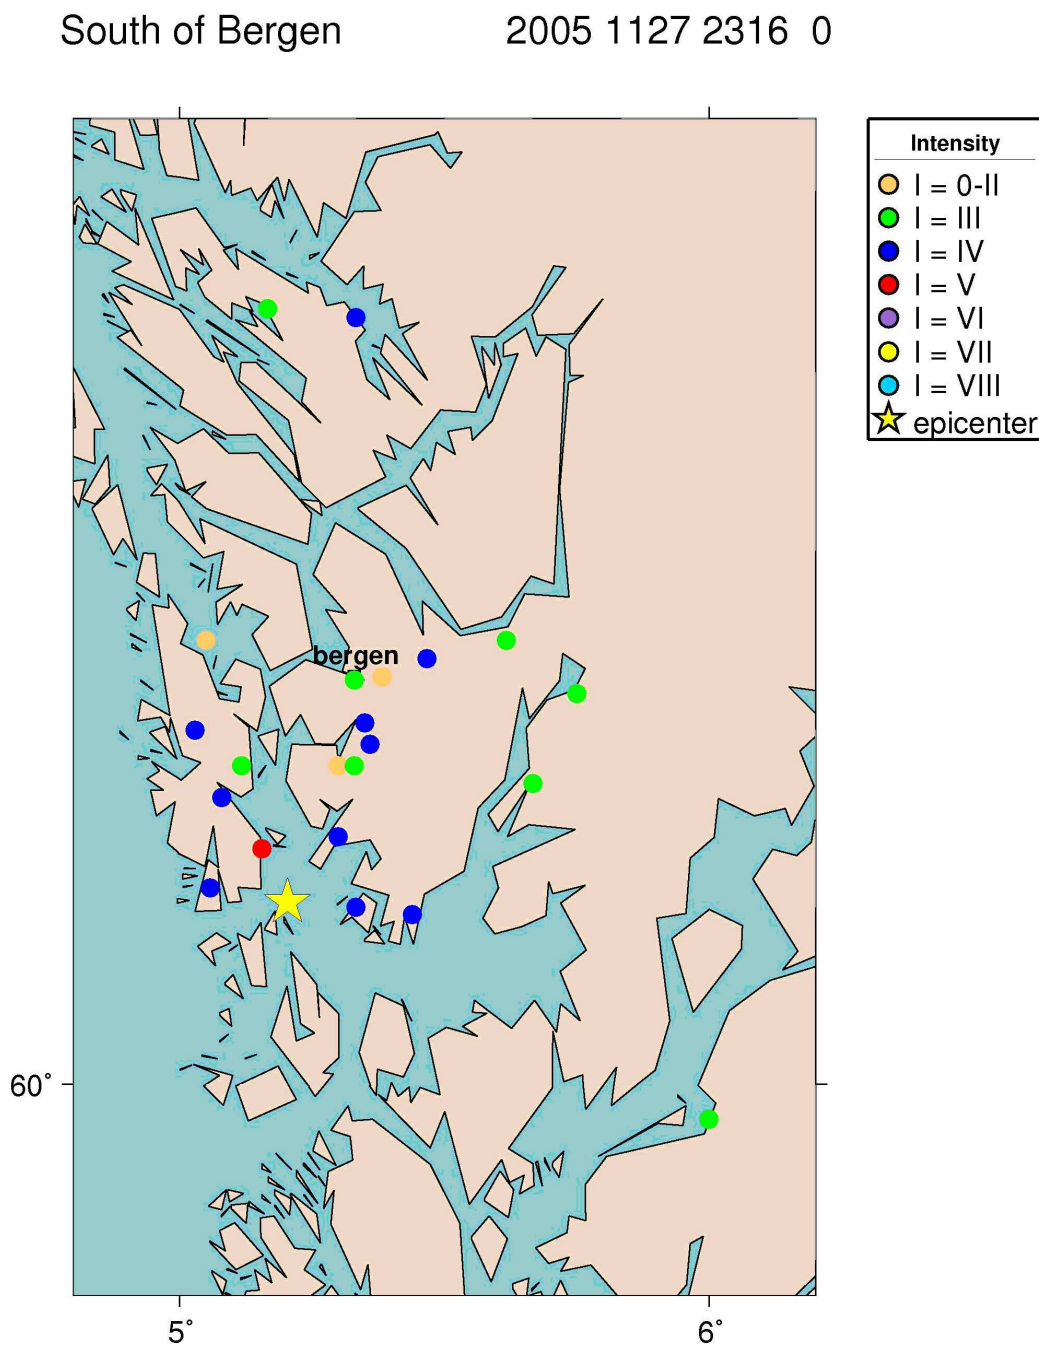 South of Bergen 2005 1127 2316 0
Intensity
I = 0-II
I = III
I = IV
I = V
I = VI
I = VII
I = VIII
epicenter
bergen
60°
5° 6°